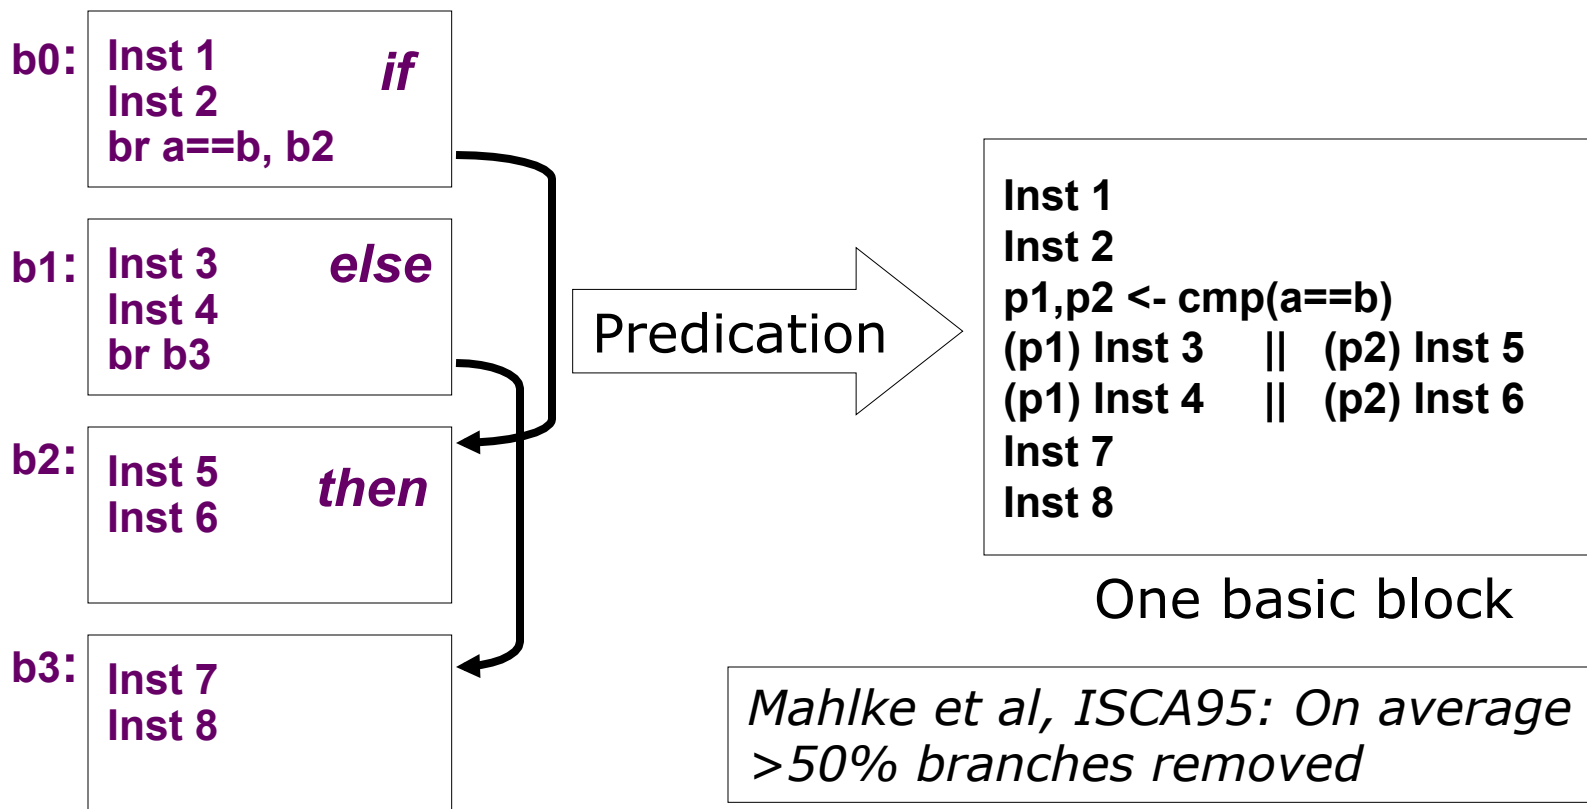 b0:
Inst 1
if
Inst 2
br a==b, b2
b1:
Inst 3
else
Inst 4
br b3
b2:
Inst 5
then
Inst 6
b3:
Inst 7
Inst 8
Predication
Inst 1
Inst 2
p1,p2 <- cmp(a==b)
(p1) Inst 3 || (p2) Inst 5
(p1) Inst 4 || (p2) Inst 6
Inst 7
Inst 8
One basic block
Mahlke et al, ISCA95: On average
>50% branches removed